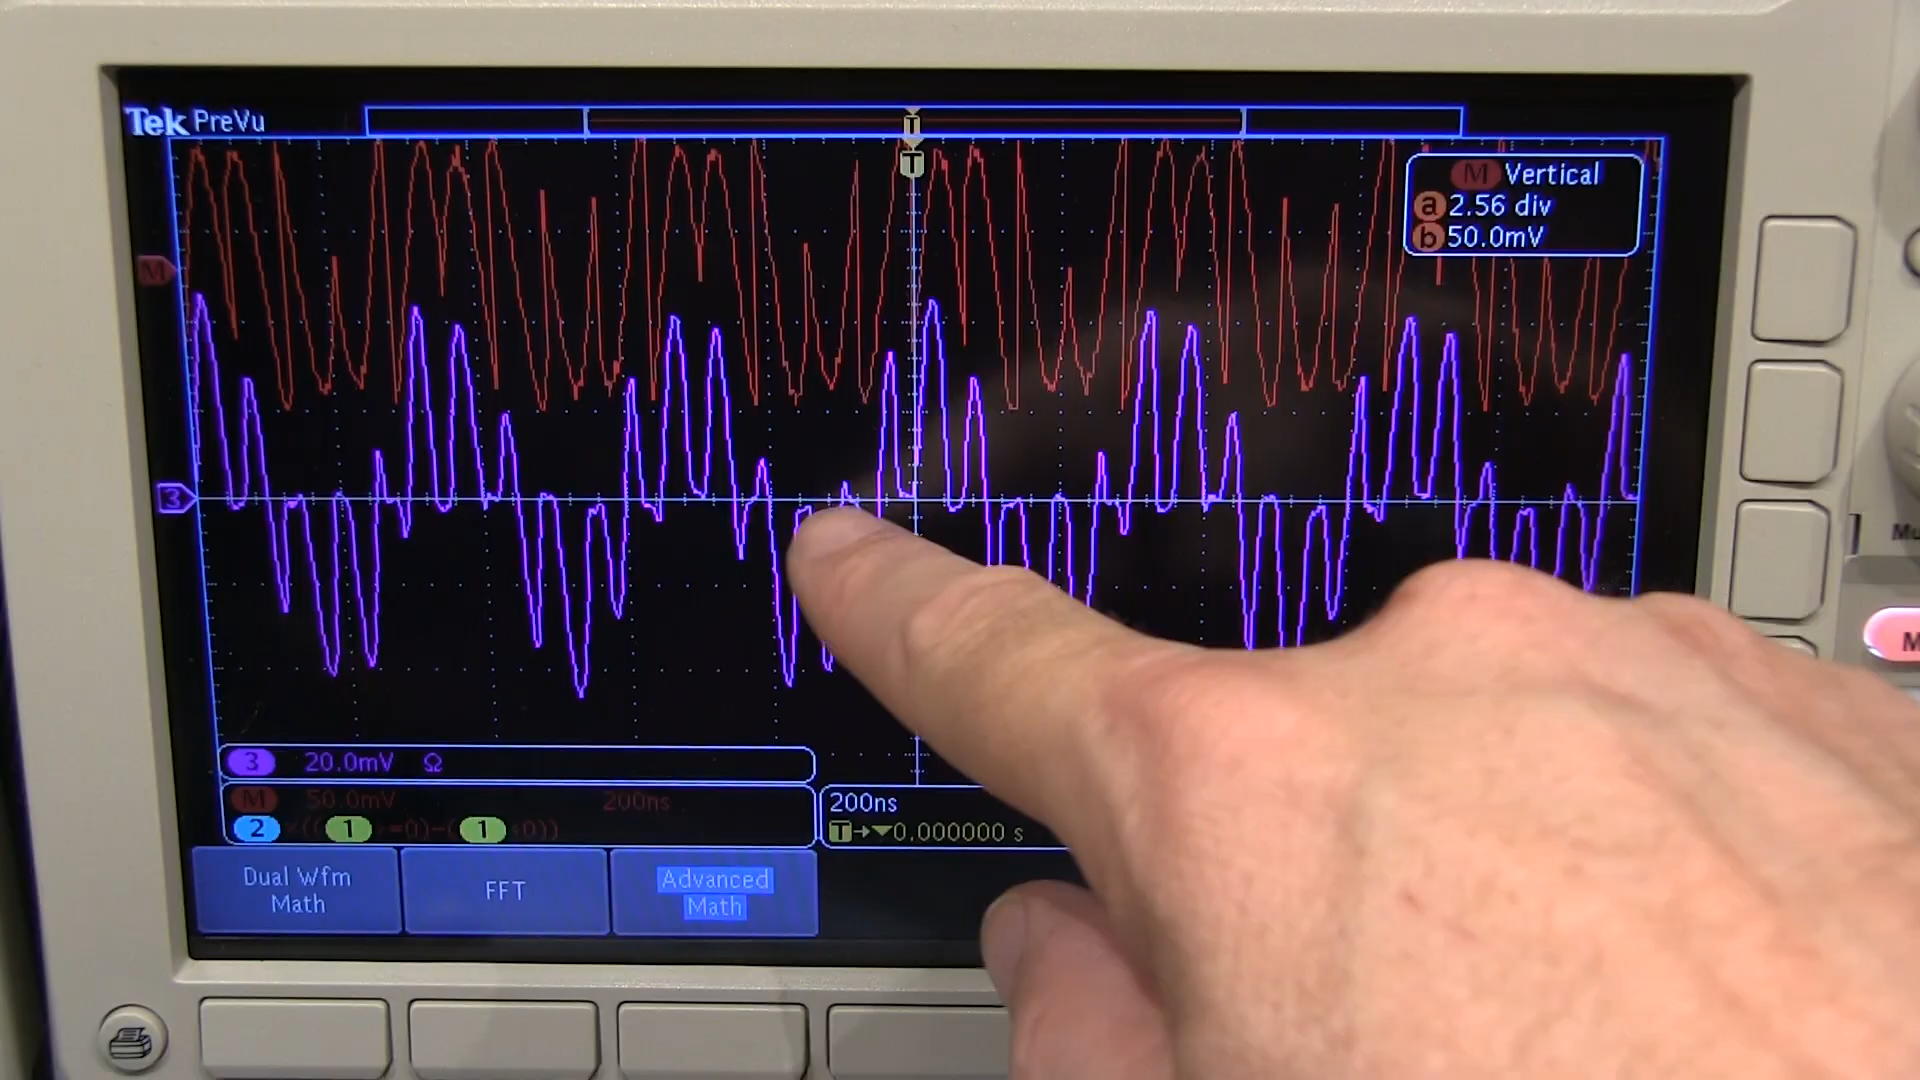 Tek PreVu
T
T
M Vertical
a 2.56 div
b 50.0mV
M
3
3 20.0mV Ω
M 50.0mV 200ns
2 ×((1>=0)-(1<0))
200ns
T→▼0.000000 s
Dual Wfm
Math
FFT
Advanced
Math
M